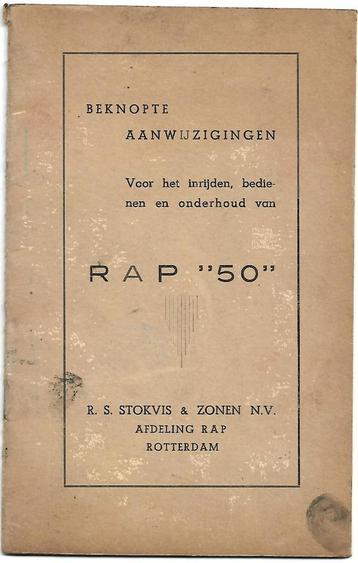 BEKNOPTE
AANWIJZIGINGEN
Voor het inrijden, bedie-
nen en onderhoud van
RAP "50"
R. S. STOKVIS & ZONEN N.V.
AFDELING RAP
ROTTERDAM